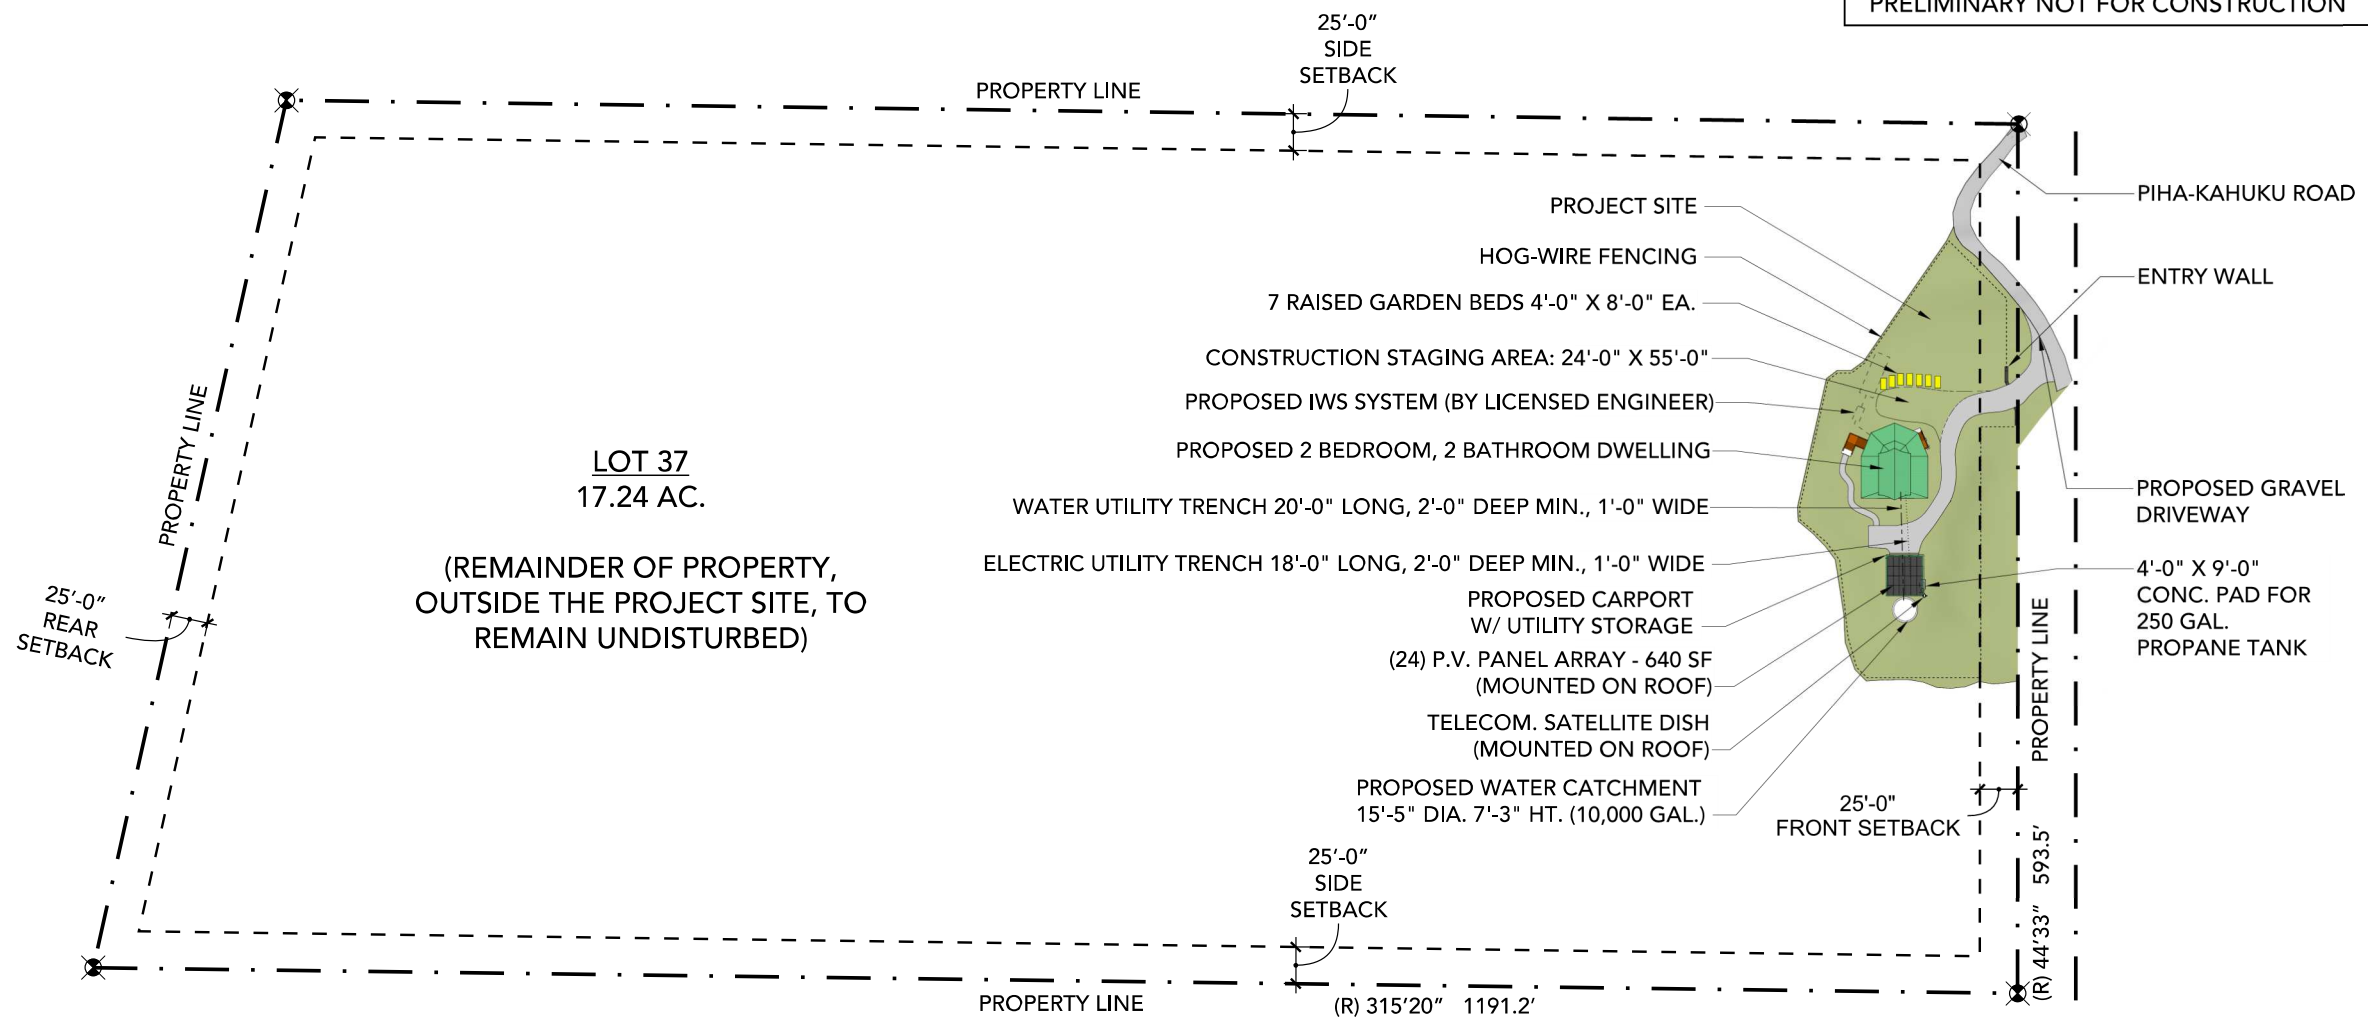 PRELIMINARY NOT FOR CONSTRUCTION
25'-0"
SIDE
SETBACK
PROPERTY LINE
PIHA-KAHUKU ROAD
PROJECT SITE
HOG-WIRE FENCING
ENTRY WALL
7 RAISED GARDEN BEDS 4'-0" X 8'-0" EA.
CONSTRUCTION STAGING AREA: 24'-0" X 55'-0"
PROPOSED IWS SYSTEM (BY LICENSED ENGINEER)
PROPOSED 2 BEDROOM, 2 BATHROOM DWELLING
PROPERTY LINE
LOT 37
17.24 AC.
(REMAINDER OF PROPERTY,
OUTSIDE THE PROJECT SITE, TO
REMAIN UNDISTURBED)
WATER UTILITY TRENCH 20'-0" LONG, 2'-0" DEEP MIN., 1'-0" WIDE
PROPOSED GRAVEL
DRIVEWAY
ELECTRIC UTILITY TRENCH 18'-0" LONG, 2'-0" DEEP MIN., 1'-0" WIDE
4'-0" X 9'-0"
CONC. PAD FOR
250 GAL.
PROPANE TANK
25'-0"
REAR
SETBACK
PROPOSED CARPORT
W/ UTILITY STORAGE
(24) P.V. PANEL ARRAY - 640 SF
(MOUNTED ON ROOF)
PROPERTY LINE
TELECOM. SATELLITE DISH
(MOUNTED ON ROOF)
PROPOSED WATER CATCHMENT
15'-5" DIA. 7'-3" HT. (10,000 GAL.)
25'-0"
FRONT SETBACK
25'-0"
SIDE
SETBACK
(R) 44'33" 593.5'
PROPERTY LINE
(R) 315'20" 1191.2'